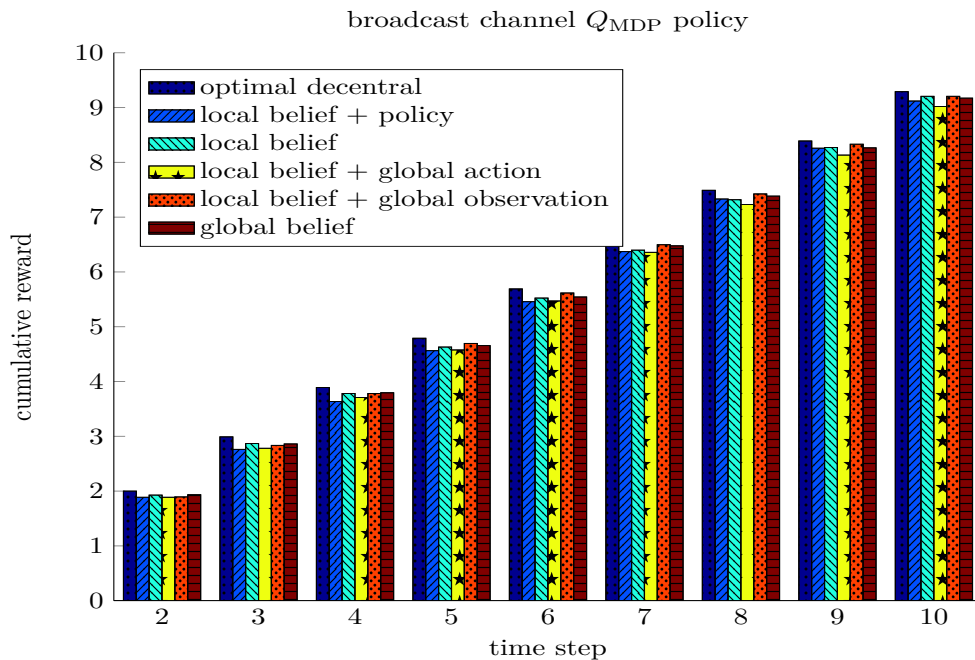 broadcast channel Q_MDP policy
10
9
8
7
6
5
4
3
2
1
0
cumulative reward
optimal decentral
local belief + policy
local belief
local belief + global action
local belief + global observation
global belief
2 3 4 5 6 7 8 9 10
time step